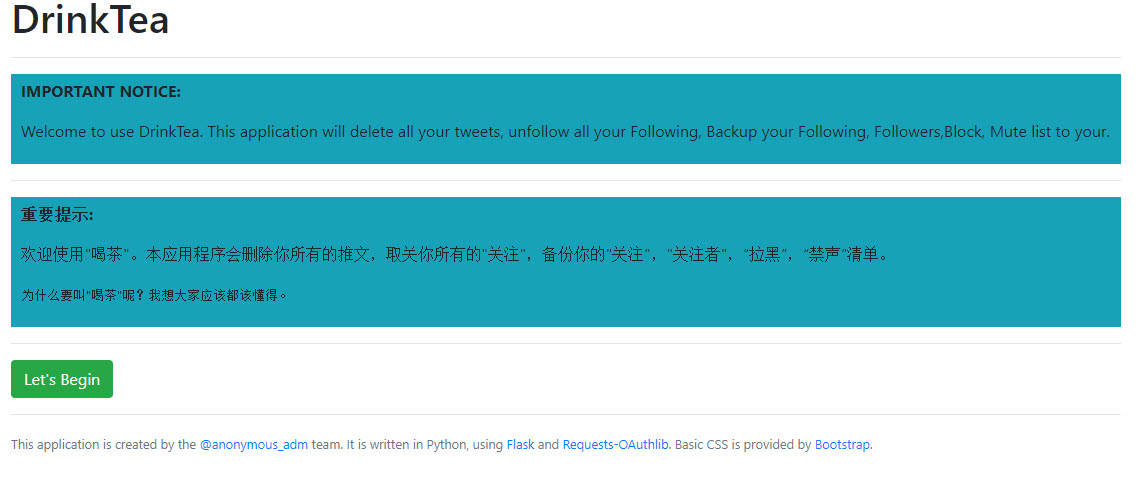 DrinkTea
IMPORTANT NOTICE:
Welcome to use DrinkTea. This application will delete all your tweets, unfollow all your Following, Backup your Following, Followers,Block, Mute list to your.
重要提示:
欢迎使用"喝茶"。本应用程序会删除你所有的推文，取关你所有的"关注"，备份你的"关注"，"关注者"，"拉黑"，"禁声"清单。
为什么要叫"喝茶"呢？我想大家应该都该懂得。
Let's Begin
This application is created by the @anonymous_adm team. It is written in Python, using Flask and Requests-OAuthlib. Basic CSS is provided by Bootstrap.